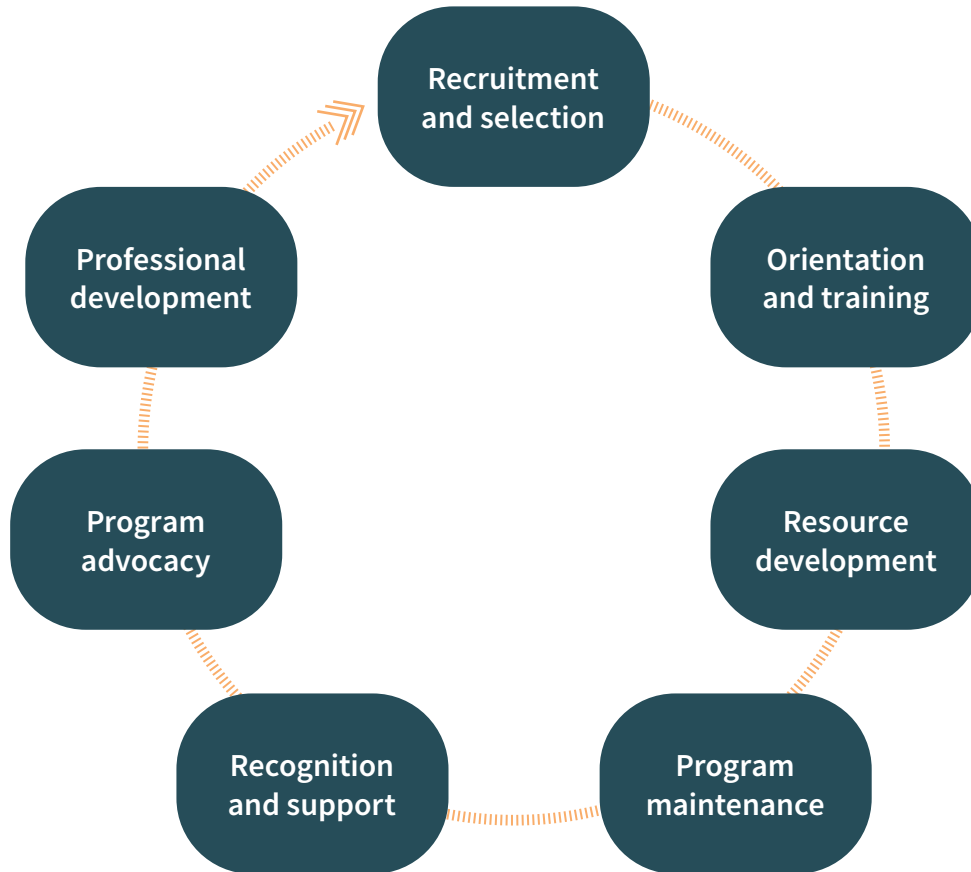 Recruitment
and selection
Orientation
and training
Resource
development
Program
maintenance
Recognition
and support
Program
advocacy
Professional
development